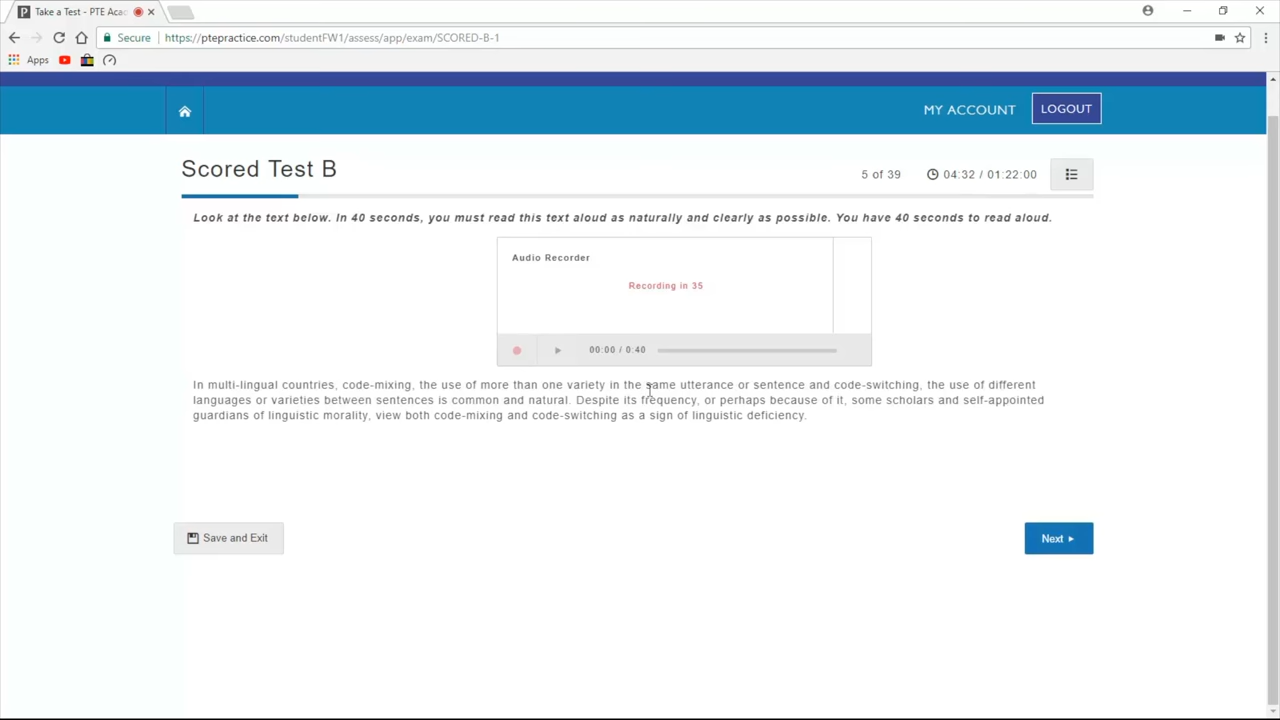 Take a Test - PTE Aca
Secure
https://ptepractice.com/studentFW1/assess/app/exam/SCORED-B-1
Apps
MY ACCOUNT
LOGOUT
Scored Test B
5 of 39
04:32 / 01:22:00
Look at the text below. In 40 seconds, you must read this text aloud as naturally and clearly as possible. You have 40 seconds to read aloud.
Audio Recorder
Recording in 35
00:00 / 0:40
In multi-lingual countries, code-mixing, the use of more than one variety in the same utterance or sentence and code-switching, the use of different
languages or varieties between sentences is common and natural. Despite its frequency, or perhaps because of it, some scholars and self-appointed
guardians of linguistic morality, view both code-mixing and code-switching as a sign of linguistic deficiency.
Save and Exit
Next